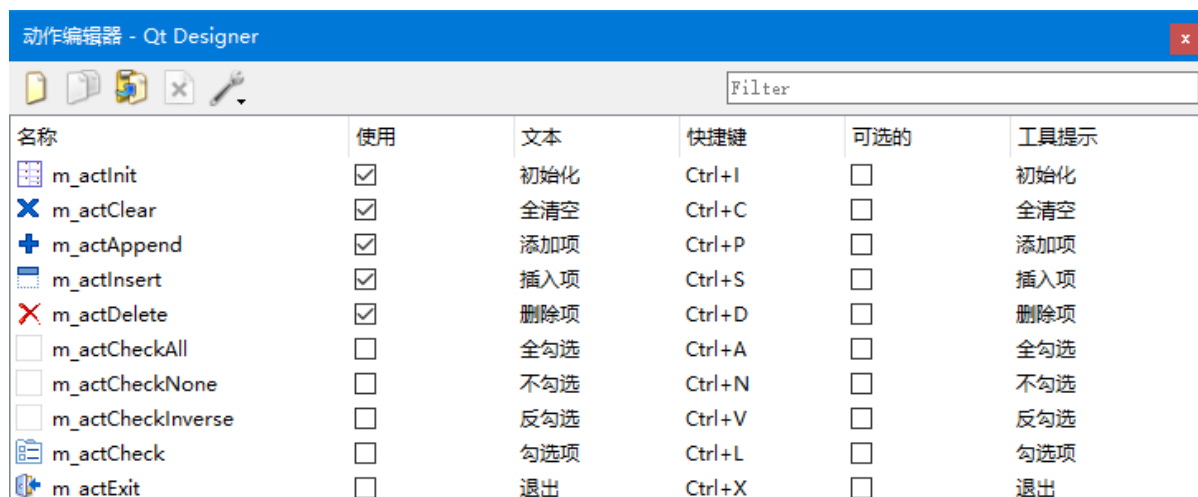 动作编辑器 - Qt Designer
x
Filter
名称 使用 文本 快捷键 可选的 工具提示
m_actInit 初始化 Ctrl+I 初始化
m_actClear 全清空 Ctrl+C 全清空
m_actAppend 添加项 Ctrl+P 添加项
m_actInsert 插入项 Ctrl+S 插入项
m_actDelete 删除项 Ctrl+D 删除项
m_actCheckAll 全勾选 Ctrl+A 全勾选
m_actCheckNone 不勾选 Ctrl+N 不勾选
m_actCheckInverse 反勾选 Ctrl+V 反勾选
m_actCheck 勾选项 Ctrl+L 勾选项
m_actExit 退出 Ctrl+X 退出